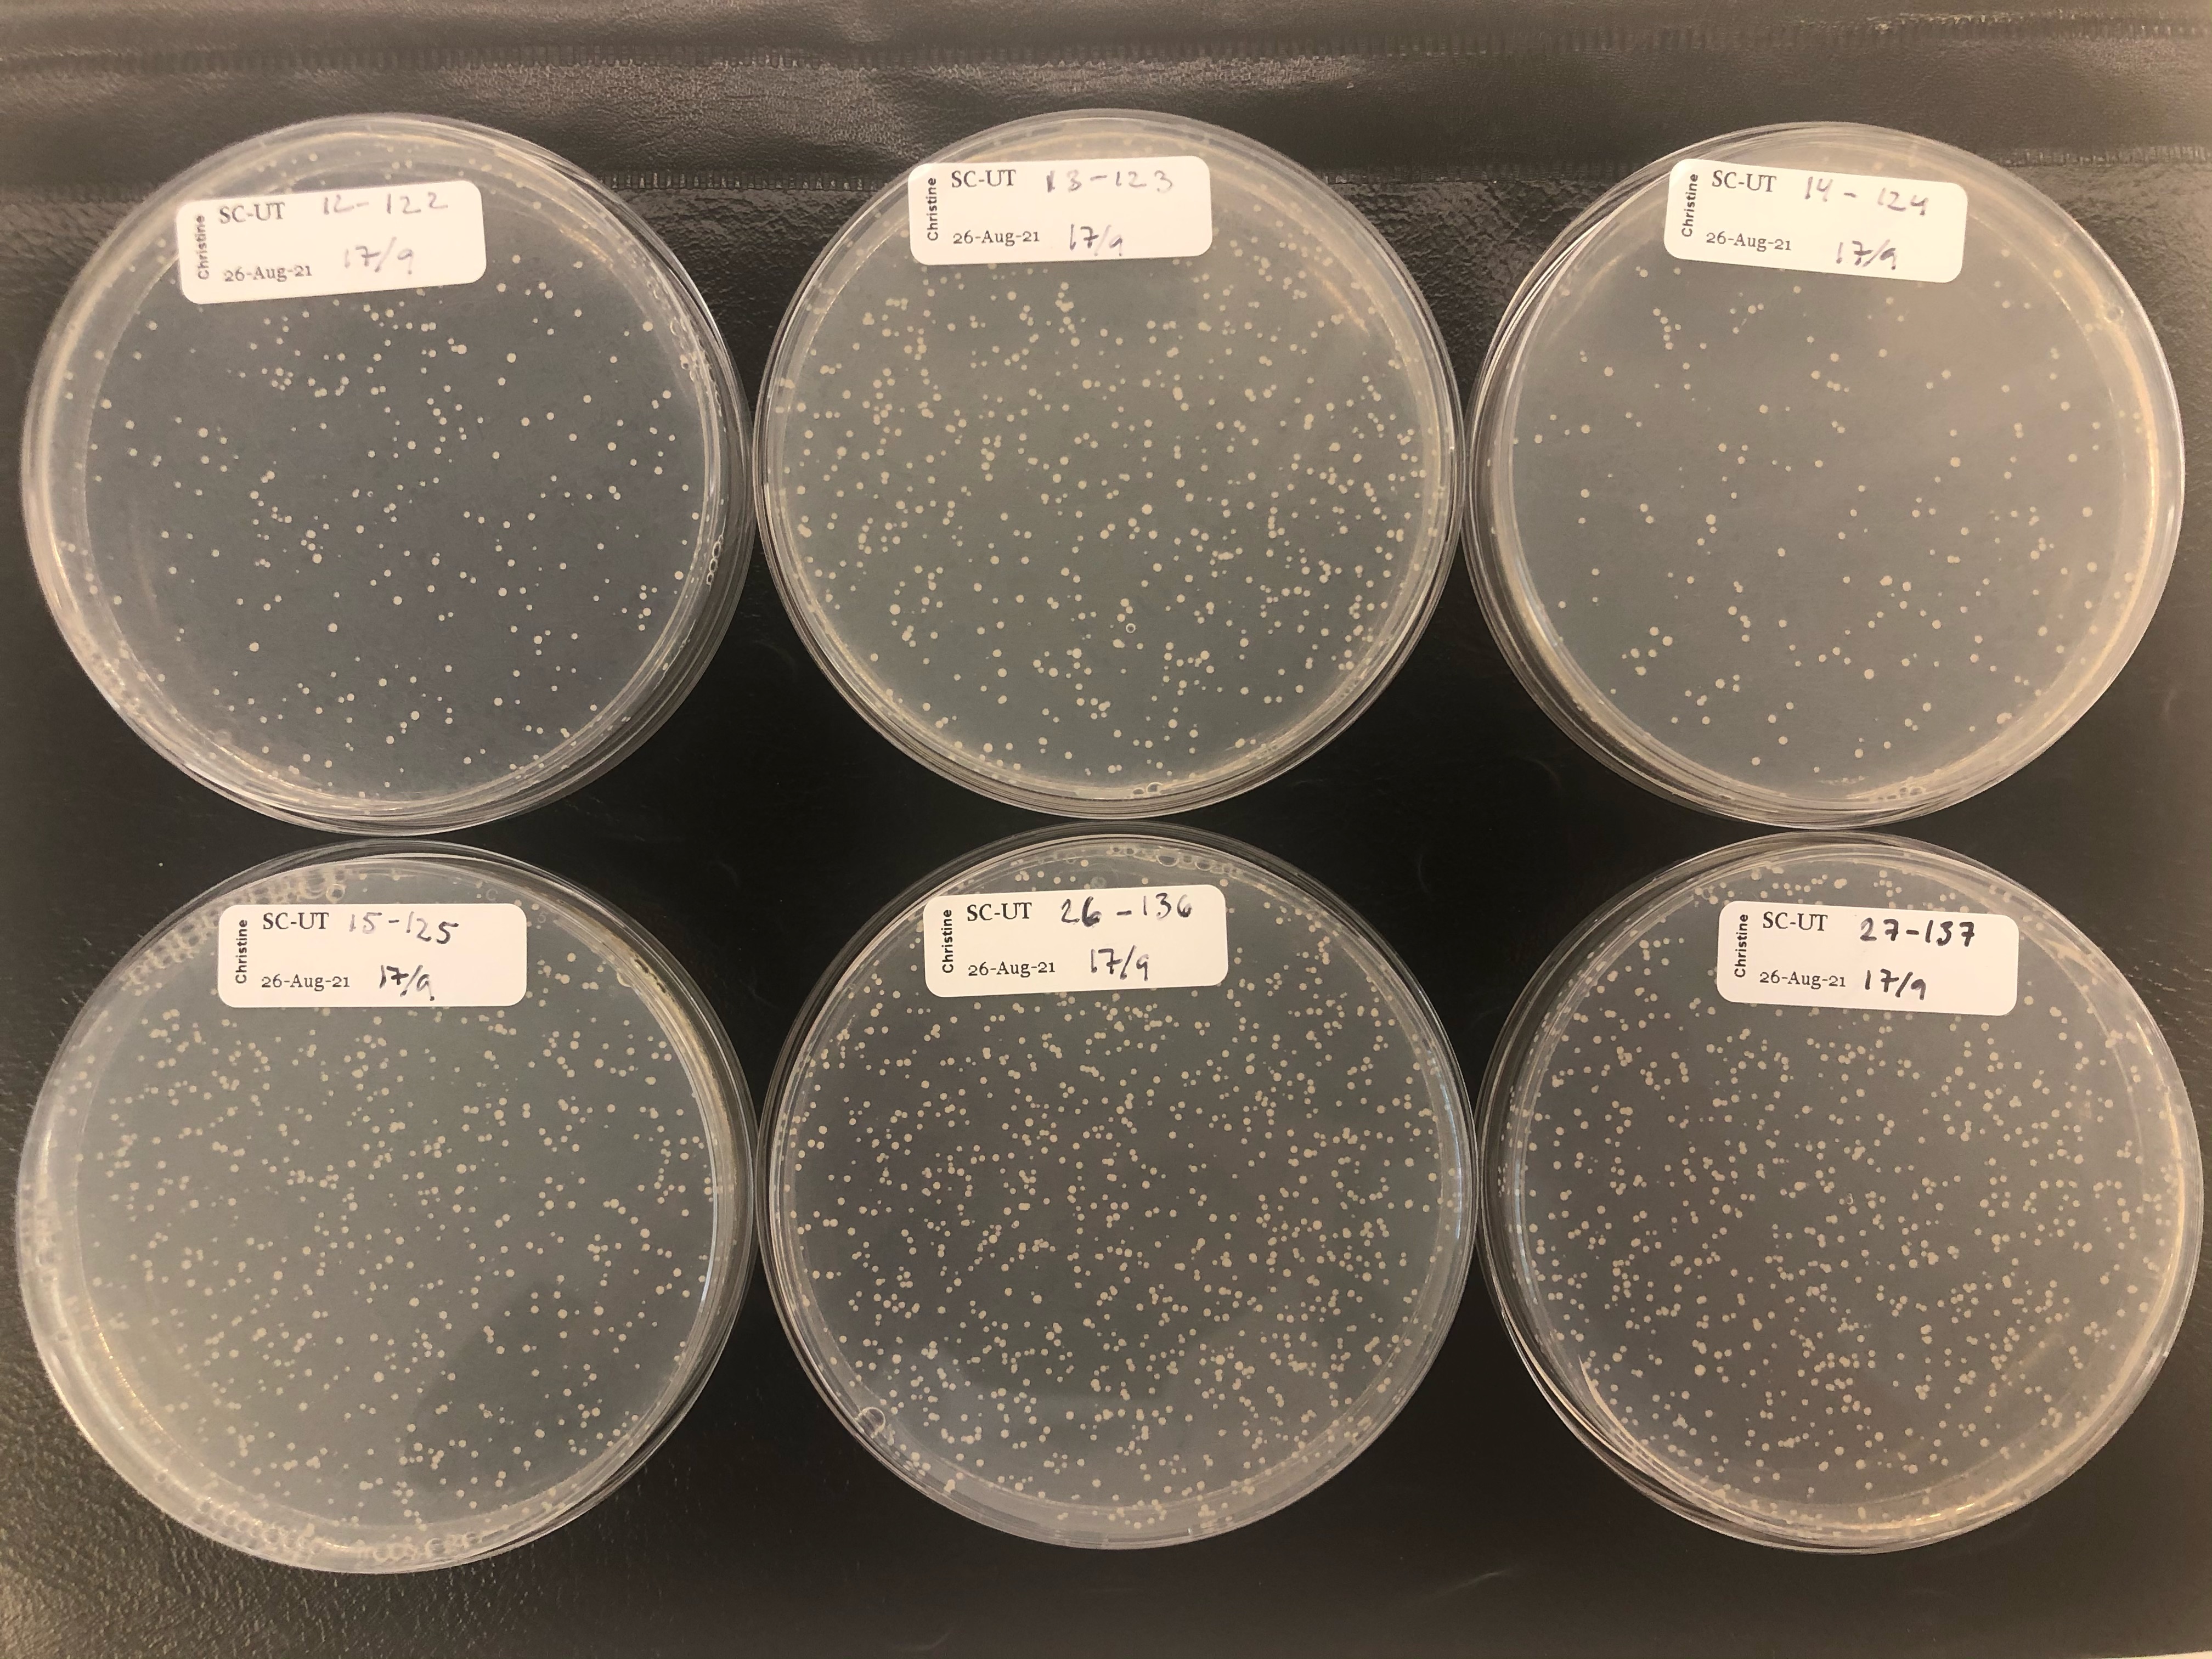 Christine
SC-UT 12-122
26-Aug-21 17/9
Christine
SC-UT 13-123
26-Aug-21 17/9
Christine
SC-UT 14-124
26-Aug-21 17/9
Christine
SC-UT 15-125
26-Aug-21 17/9
Christine
SC-UT 26-136
26-Aug-21 17/9
Christine
SC-UT 27-137
26-Aug-21 17/9